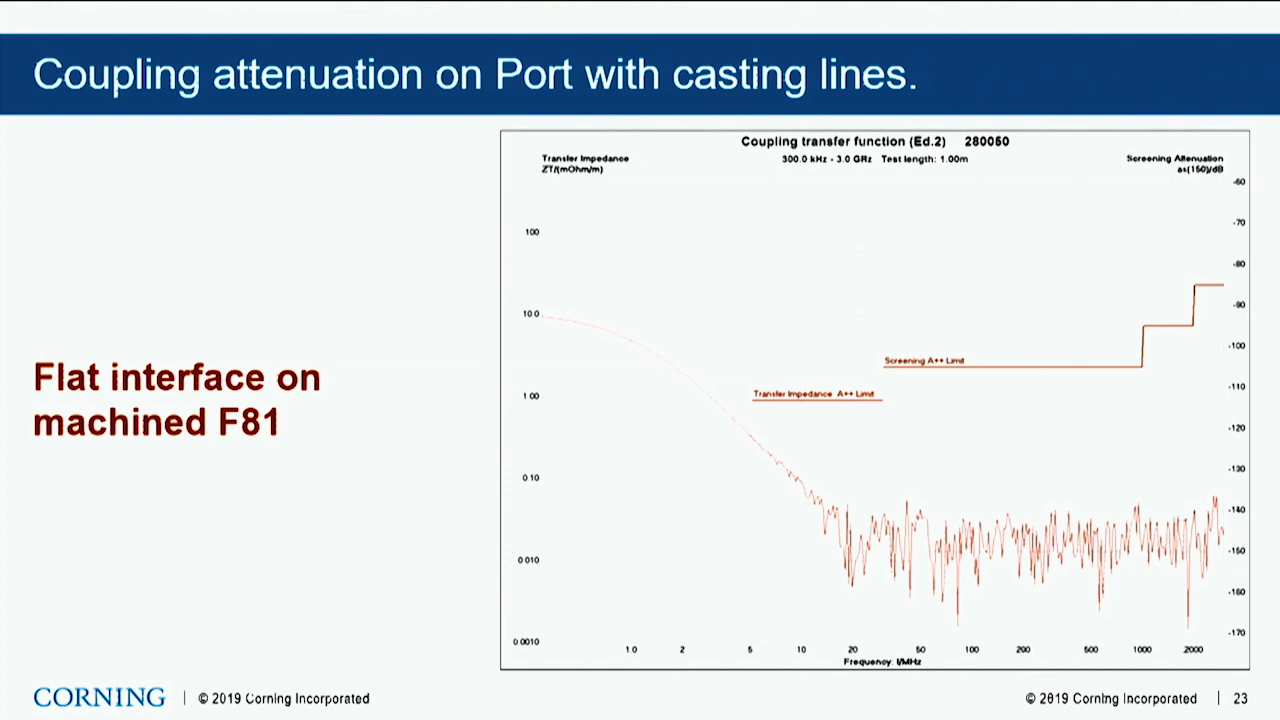 Coupling attenuation on Port with casting lines.
Coupling transfer function (Ed.2) 280050
Transfer Impedance
ZT/(mOhm/m)
300.0 kHz - 3.0 GHz Test length: 1.00m
Screening Attenuation
as(150)/dB
-60
-70
100
-80
-90
10.0
-100
Screening A++ Limit
-110
Transfer Impedance A++ Limit
1.00
-120
-130
0.10
-140
-150
0.010
-160
-170
0.0010
1.0 2 5 10 20 50 100 200 500 1000 2000
Frequency: f/MHz
Flat interface on
machined F81
CORNING | © 2019 Corning Incorporated
© 2019 Corning Incorporated | 23